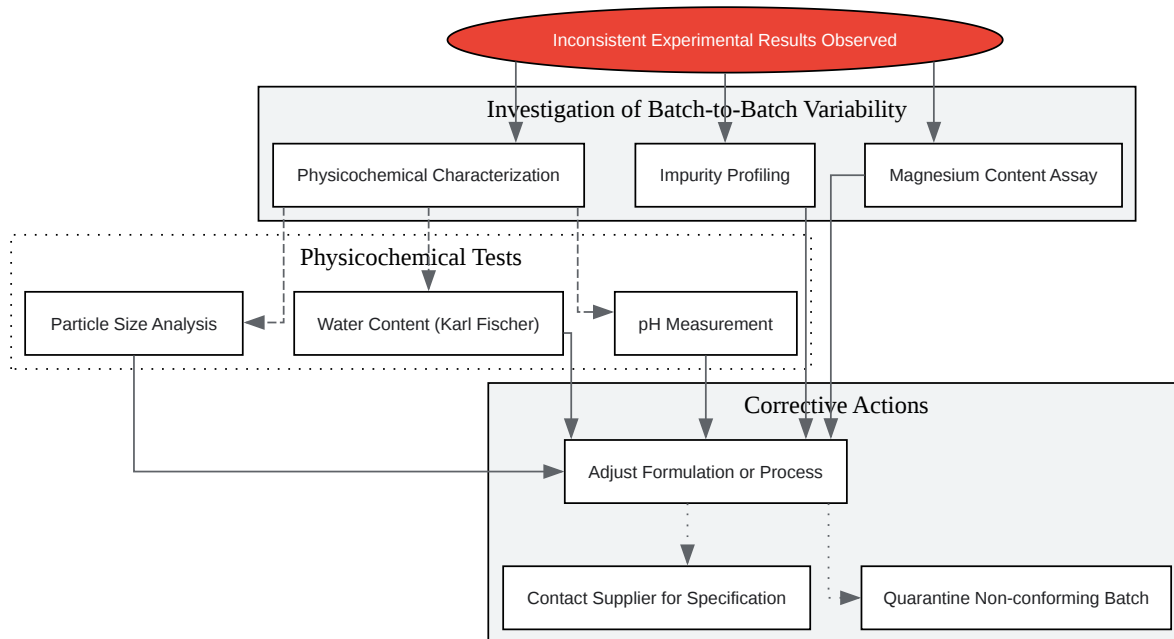 Inconsistent Experimental Results Observed
Investigation of Batch-to-Batch Variability
Physicochemical Characterization
Impurity Profiling
Magnesium Content Assay
Physicochemical Tests
Particle Size Analysis
Water Content (Karl Fischer)
pH Measurement
Corrective Actions
Adjust Formulation or Process
Contact Supplier for Specification
Quarantine Non-conforming Batch